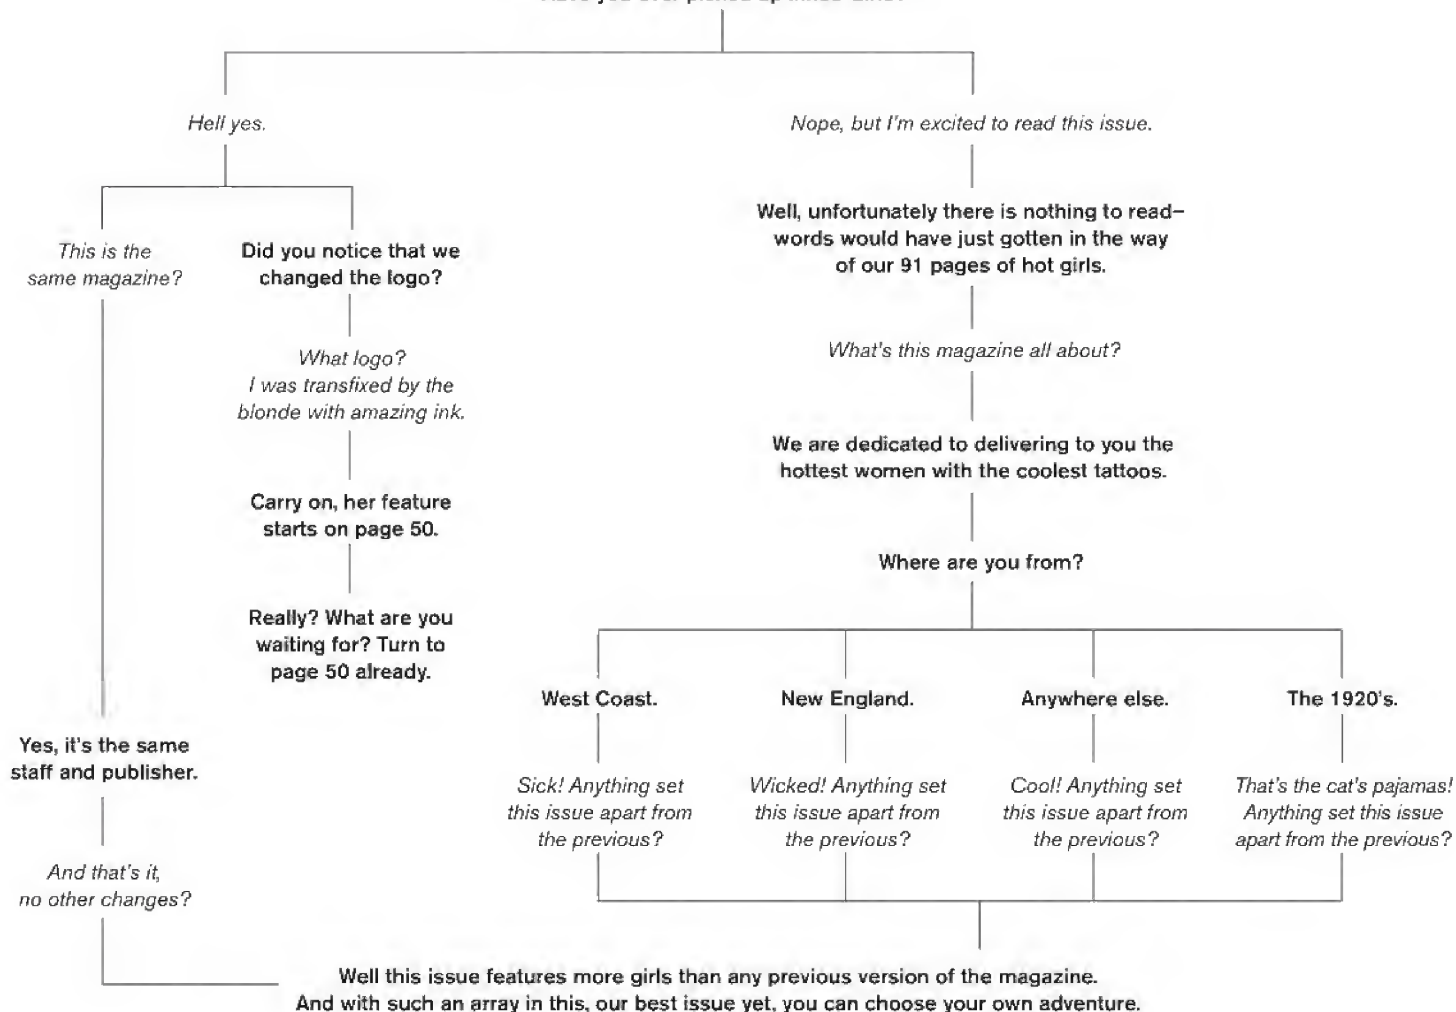 Hell yes.
Nope, but I'm excited to read this issue.
This is the
same magazine?
Did you notice that we
changed the logo?
What logo?
I was transfixed by the
blonde with amazing ink.
Carry on, her feature
starts on page 50.
Really? What are you
waiting for? Turn to
page 50 already.
Yes, it's the same
staff and publisher.
And that's it,
no other changes?
Well, unfortunately there is nothing to read–
words would have just gotten in the way
of our 91 pages of hot girls.
What's this magazine all about?
We are dedicated to delivering to you the
hottest women with the coolest tattoos.
Where are you from?
West Coast.
Sick! Anything set
this issue apart from
the previous?
New England.
Wicked! Anything set
this issue apart from
the previous?
Anywhere else.
Cool! Anything set
this issue apart from
the previous?
The 1920's.
That's the cat's pajamas!
Anything set this issue
apart from the previous?
Well this issue features more girls than any previous version of the magazine.
And with such an array in this, our best issue yet, you can choose your own adventure.